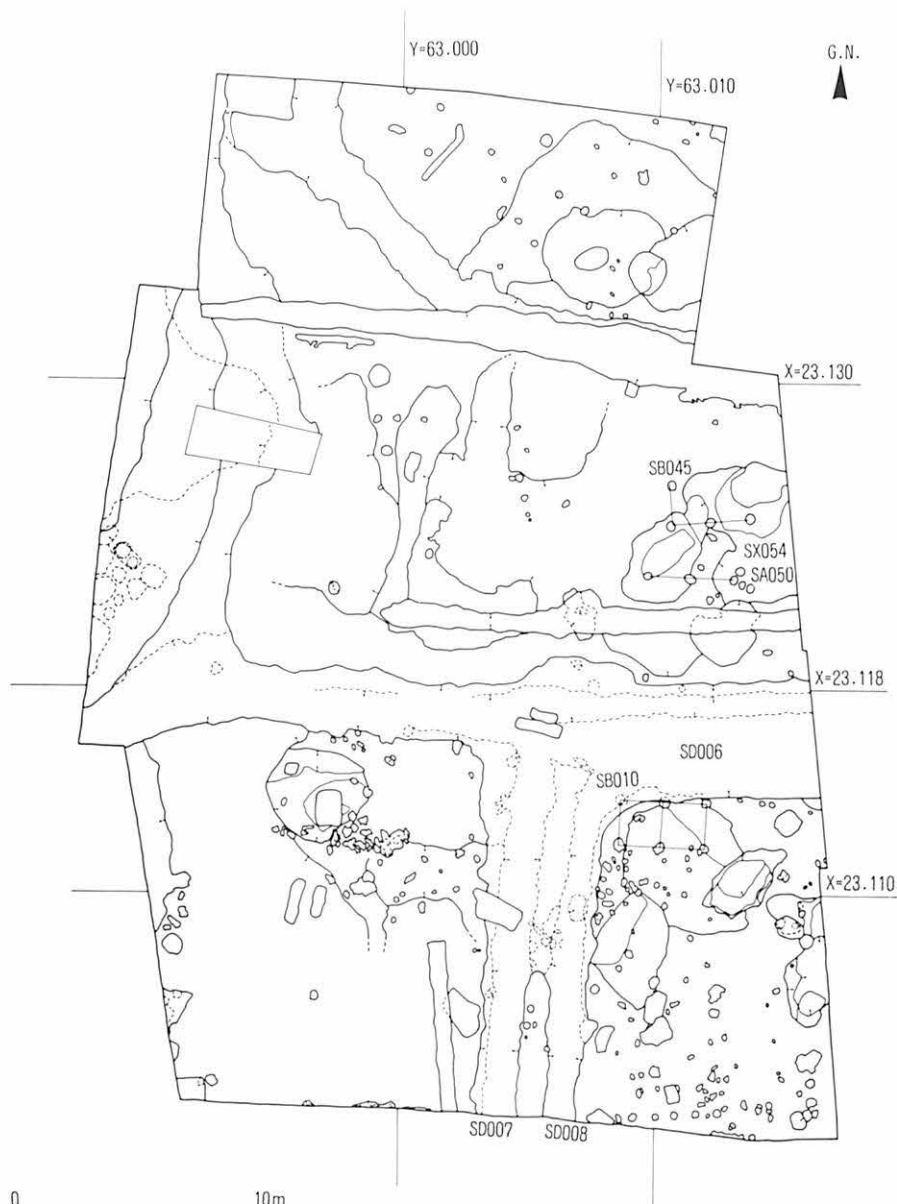 Y=63.000
G.N.
Y=63.010
X=23.130
SB045
SX054
SA050
X=23.118
SD006
SB010
X=23.110
SD007 SD008
0 10m